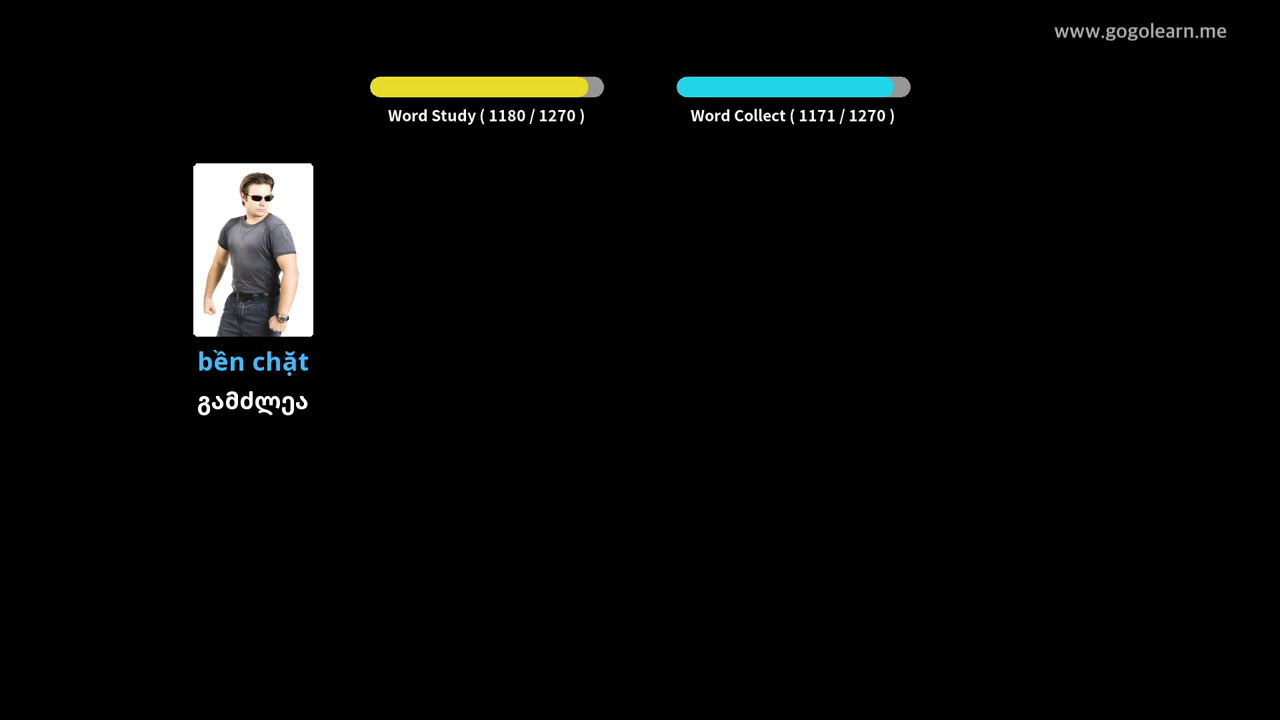 www.gogolearn.me
Word Study ( 1180 / 1270 )
Word Collect ( 1171 / 1270 )
bền chặt
გამძლეა